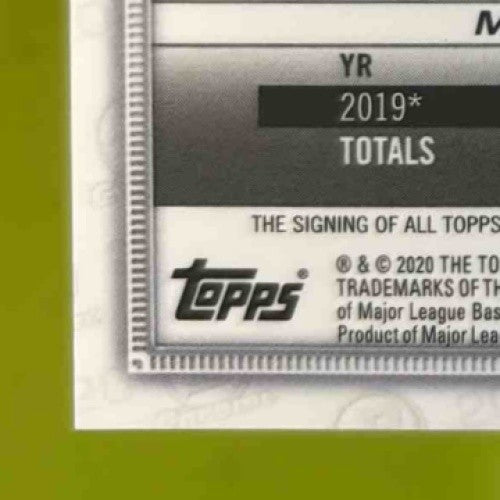 M
YR
2019*
TOTALS
THE SIGNING OF ALL TOPPS
Topps®
® & © 2020 THE TO
TRADEMARKS OF TH
of Major League Bas
Product of Major Lea